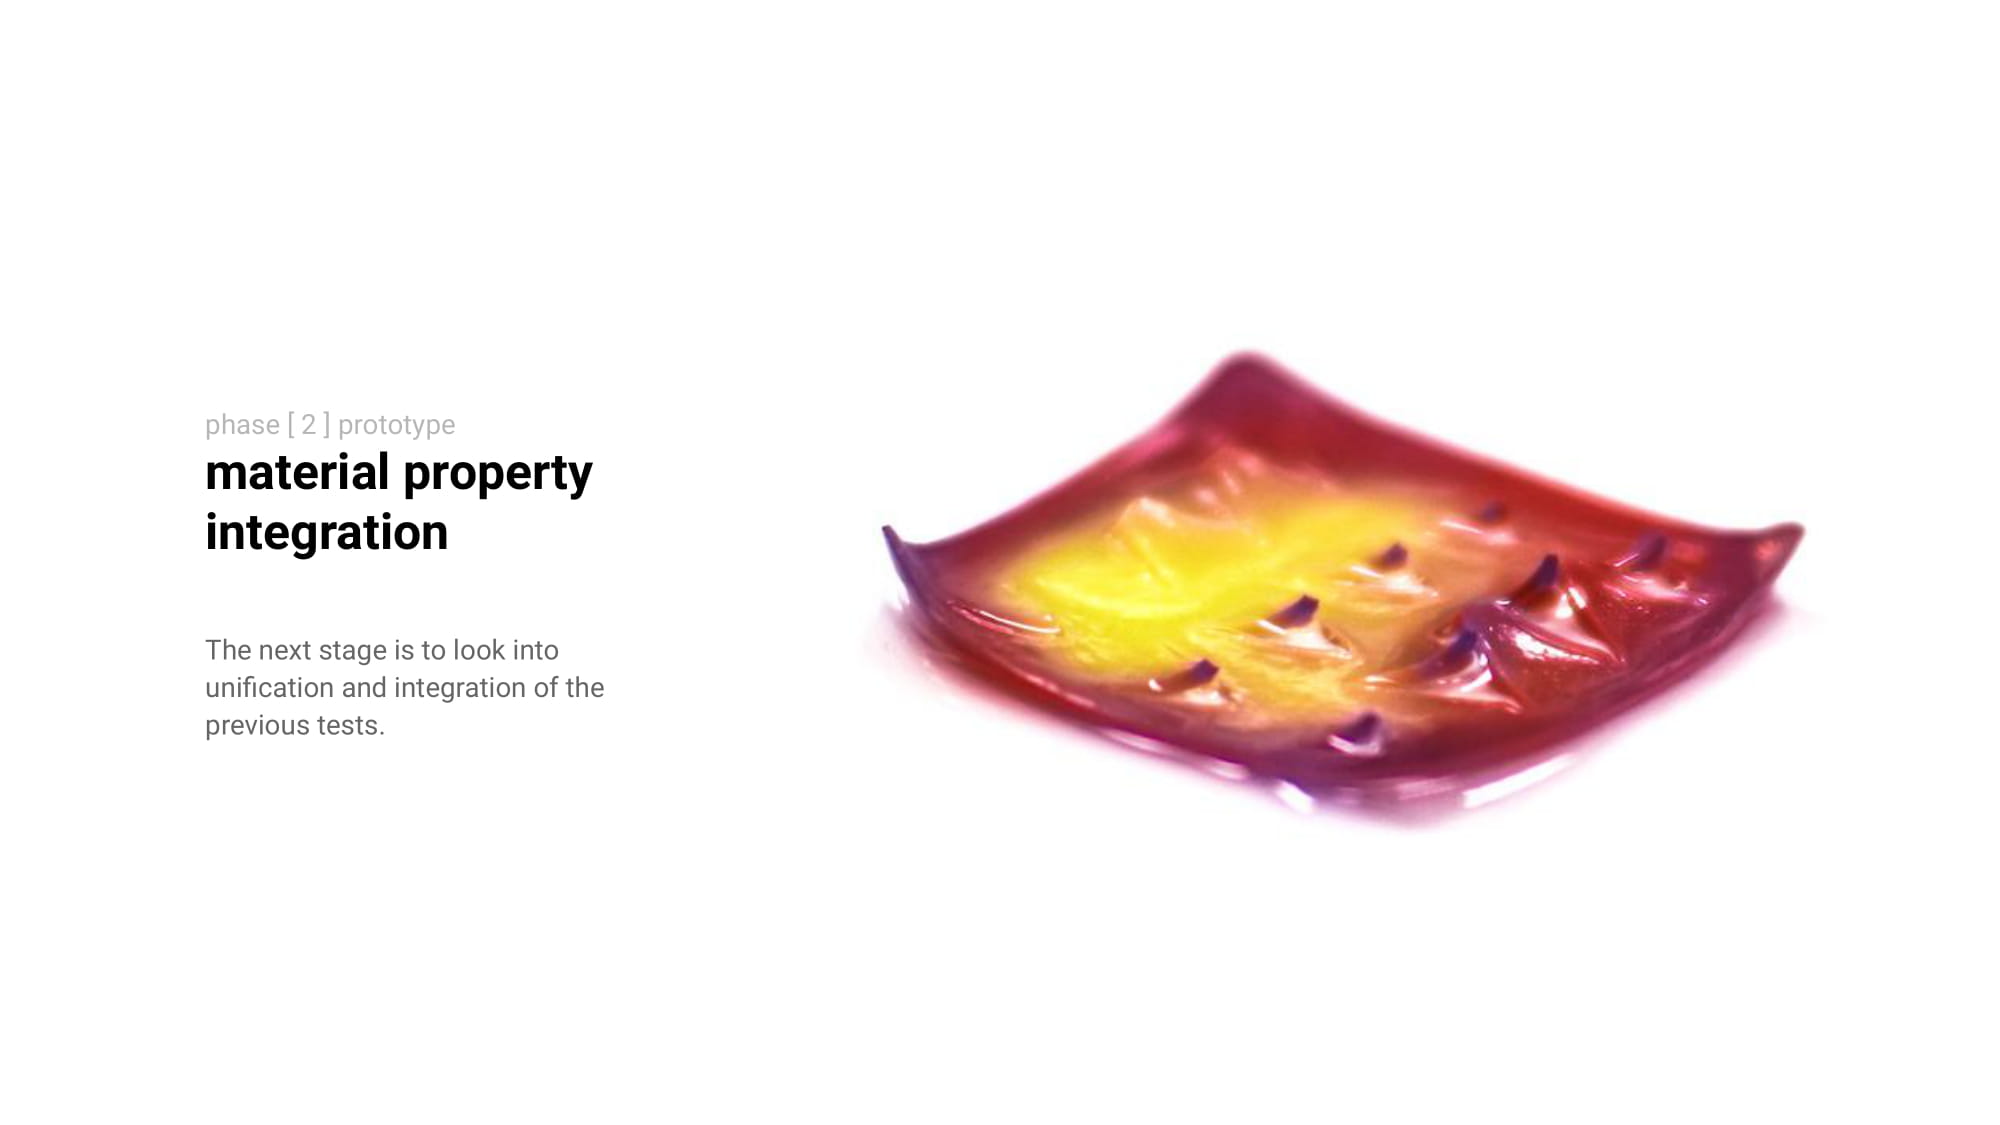 phase [ 2 ] prototype
material property
integration
The next stage is to look into
unification and integration of the
previous tests.